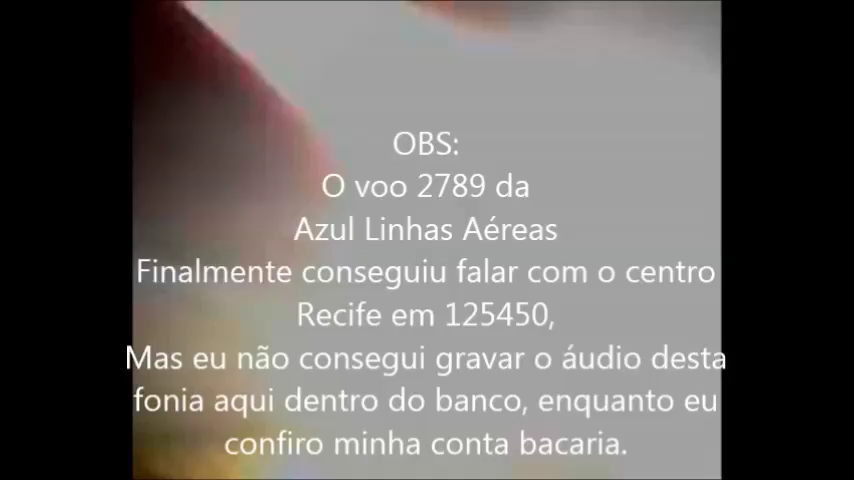 OBS:
O voo 2789 da
Azul Linhas Aéreas
Finalmente conseguiu falar com o centro
Recife em 125450,
Mas eu não consegui gravar o áudio desta
fonia aqui dentro do banco, enquanto eu
confiro minha conta bacaria.